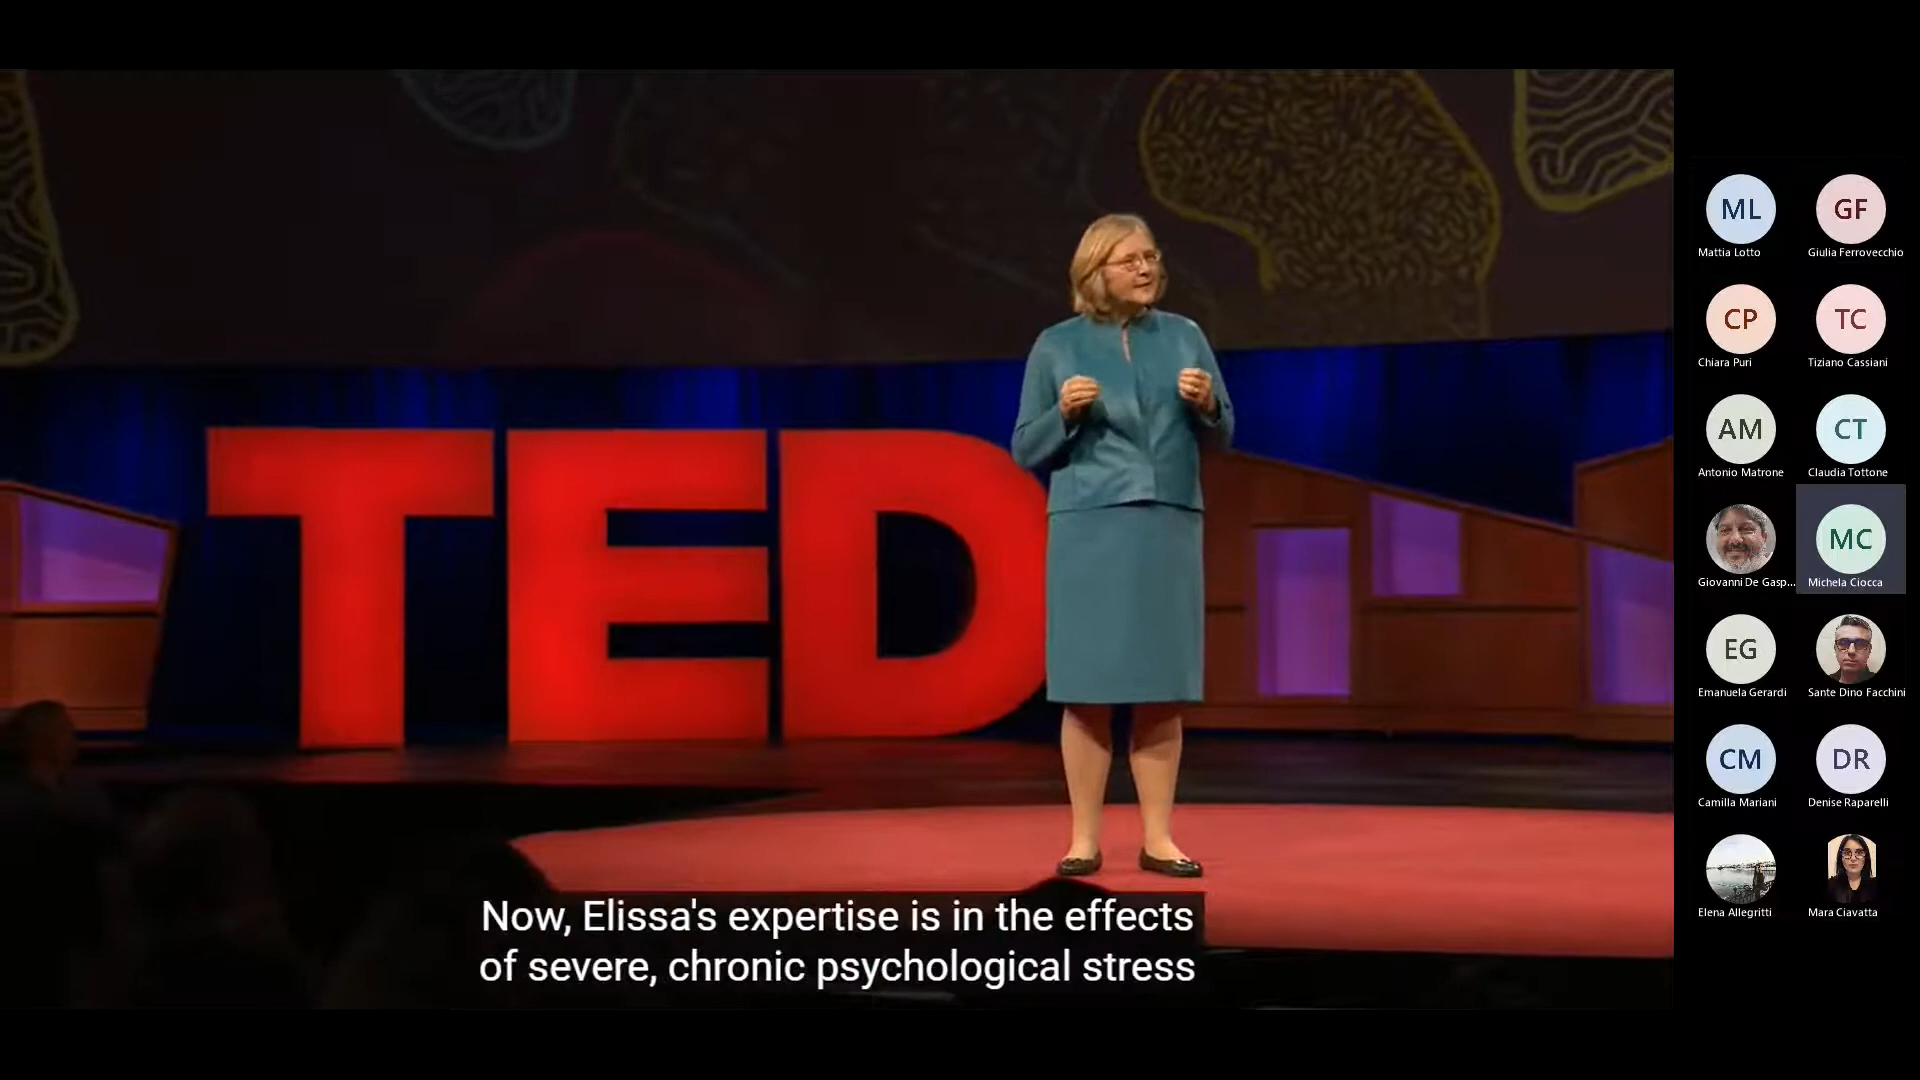 TED
Now, Elissa's expertise is in the effects
of severe, chronic psychological stress
ML
Mattia Lotto
GF
Giulia Ferrovecchio
CP
Chiara Puri
TC
Tiziano Cassiani
AM
Antonio Matrone
CT
Claudia Tottone
Giovanni De Gasp...
MC
Michela Ciocca
EG
Emanuela Gerardi
Sante Dino Facchini
CM
Camilla Mariani
DR
Denise Raparelli
Elena Allegritti
Mara Ciavatta